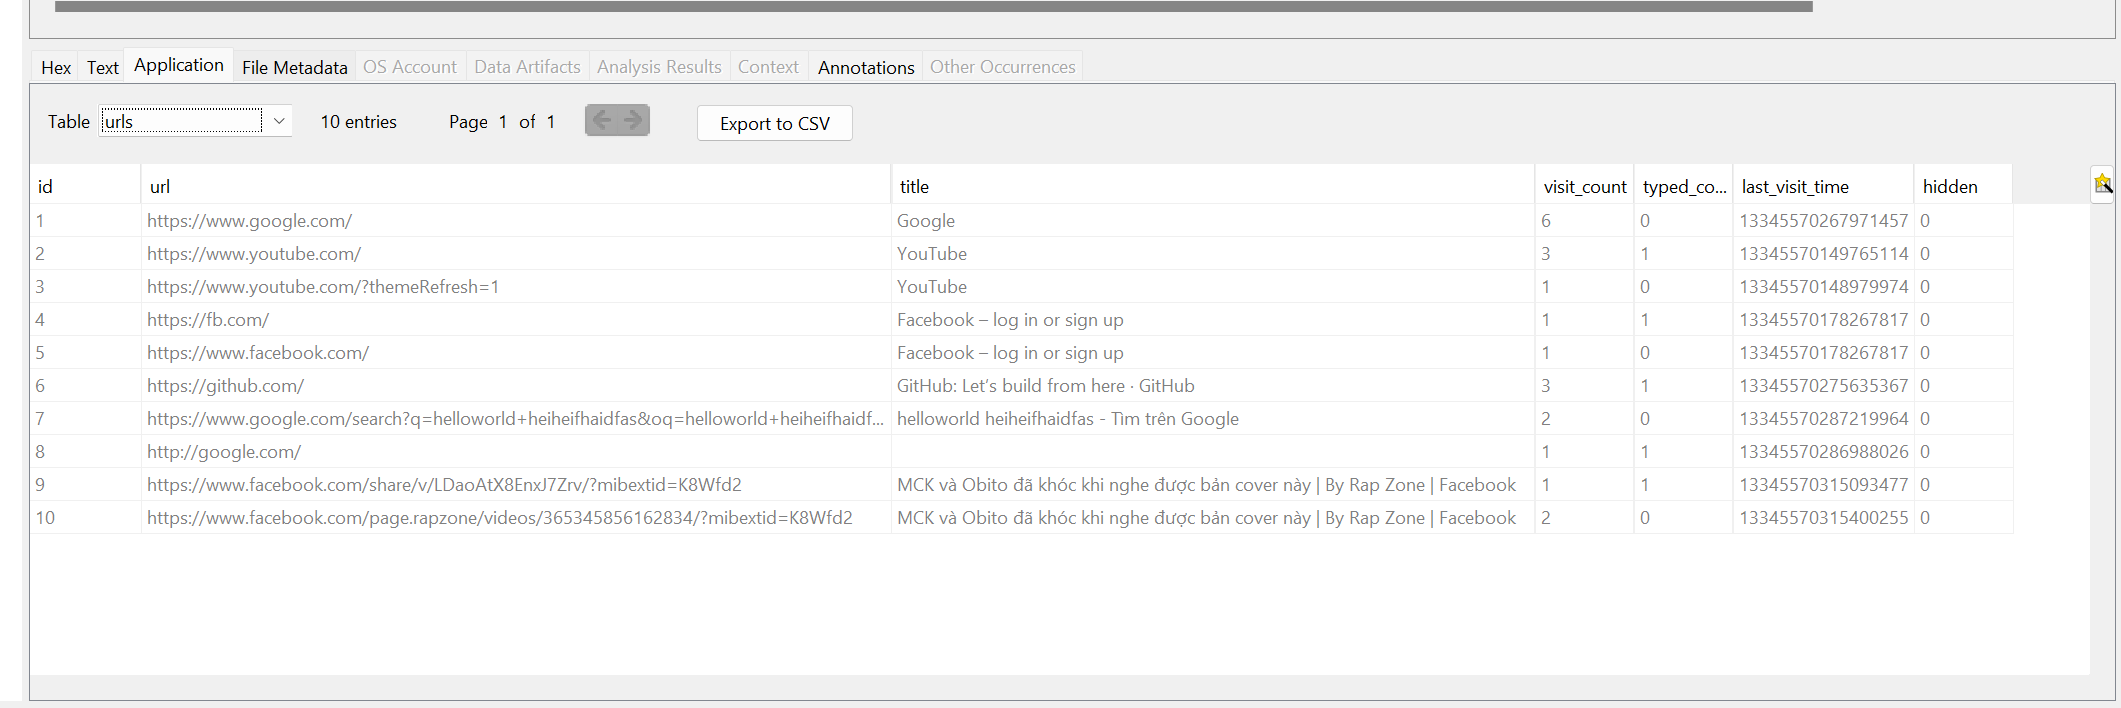 Hex Text Application File Metadata OS Account Data Artifacts Analysis Results Context Annotations Other Occurrences
Table urls 10 entries Page 1 of 1 Export to CSV
id url title visit_count typed_co... last_visit_time hidden
1 https://www.google.com/ Google 6 0 13345570267971457 0
2 https://www.youtube.com/ YouTube 3 1 13345570149765114 0
3 https://www.youtube.com/?themeRefresh=1 YouTube 1 0 13345570148979974 0
4 https://fb.com/ Facebook – log in or sign up 1 1 13345570178267817 0
5 https://www.facebook.com/ Facebook – log in or sign up 1 0 13345570178267817 0
6 https://github.com/ GitHub: Let’s build from here · GitHub 3 1 13345570275635367 0
7 https://www.google.com/search?q=helloworld+heiheifhaidfas&oq=helloworld+heiheifhaidf... helloworld heiheifhaidfas - Tìm trên Google 2 0 13345570287219964 0
8 http://google.com/ 1 1 13345570286988026 0
9 https://www.facebook.com/share/v/LDaoAtX8EnxJ7Zrv/?mibextid=K8Wfd2 MCK và Obito đã khóc khi nghe được bản cover này | By Rap Zone | Facebook 1 1 13345570315093477 0
10 https://www.facebook.com/page.rapzone/videos/365345856162834/?mibextid=K8Wfd2 MCK và Obito đã khóc khi nghe được bản cover này | By Rap Zone | Facebook 2 0 13345570315400255 0